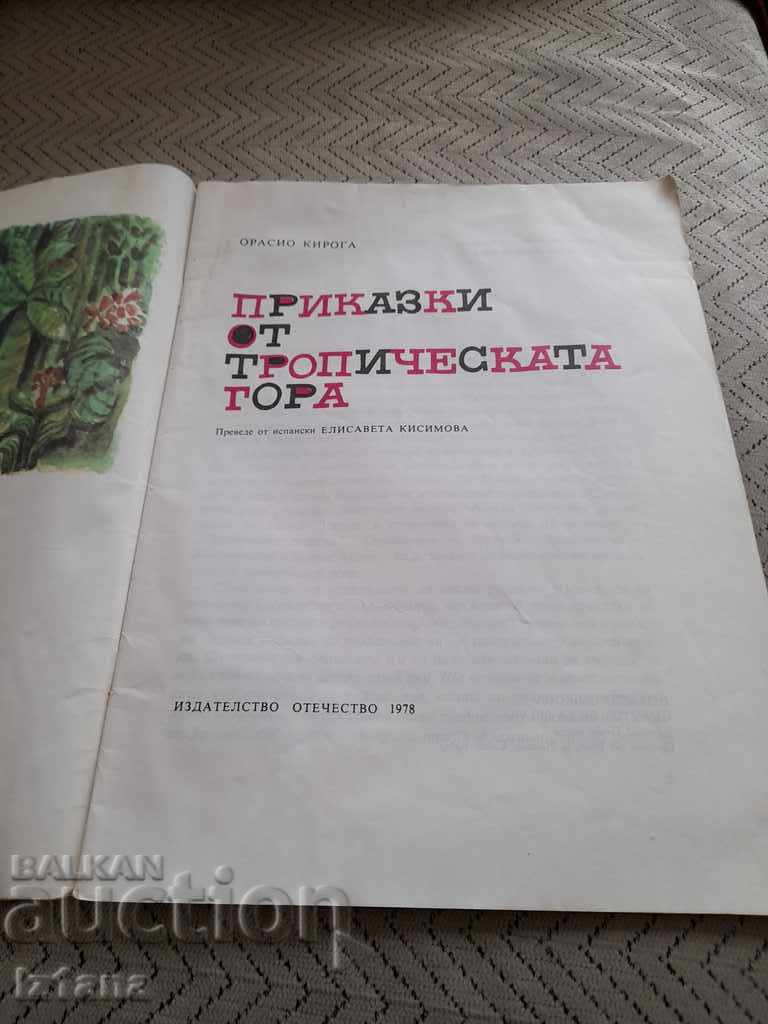 ОРАСИО КИРОГА
ПРИКАЗКИ
ОТ
ТРОПИЧЕСКАТА
ГОРА
Преведе от испански ЕЛИСАВЕТА КИСИМОВА
ИЗДАТЕЛСТВО ОТЕЧЕСТВО 1978
BALKAN
auction
iztana